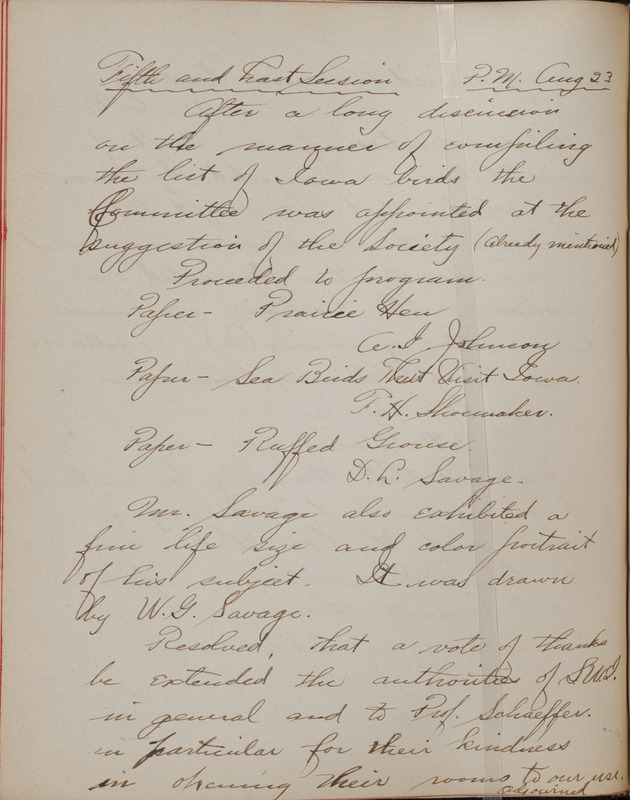 Fifth and Last Session P.M. Aug 23
After a long discussion
on the manner of compiling
the list of Iowa birds the
Committee was appointed at the
suggestion of the Society (Already mentioned)
Proceeded to program.
Paper - Prairie Hen
A. I. Johnson
Paper - Sea Birds That Visit Iowa.
F. H. Shoemaker.
Paper - Ruffed Grouse
D. L. Savage.
Mr. Savage also exhibited a
fine life size and color portrait
of his subject. It was drawn
by W. G. Savage.
Resolved, that a vote of thanks
be extended the authorities of S.U.I.
in general and to Prof. Schaeffer.
in particular for their kindness
in opening their rooms to our use.
Adjourned